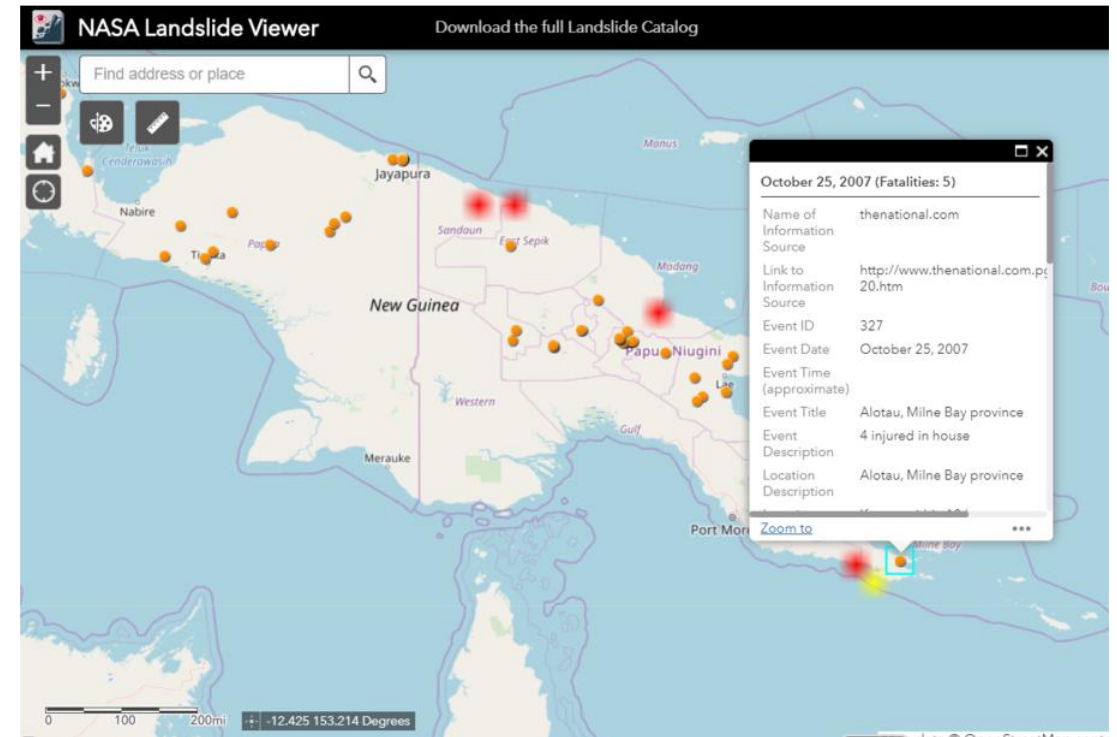 NASA Landslide Viewer
Download the full Landslide Catalog
+
Find address or place
−
Teluk
Cenderawasih
Manus
Jayapura
Nabire
Sandaun
East Sepik
Madang
New Guinea
Papua Niugini
Lae
Western
Gulf
Merauke
Port Mor
Milne Bay
October 25, 2007 (Fatalities: 5)
Name of
Information
Source
thenational.com
Link to
Information
Source
http://www.thenational.com.pg
20.htm
Event ID
327
Event Date
October 25, 2007
Event Time
(approximate)
Event Title
Alotau, Milne Bay province
Event
Description
4 injured in house
Location
Description
Alotau, Milne Bay province
Zoom to
Bou
0
100
200mi
-12.425 153.214 Degrees